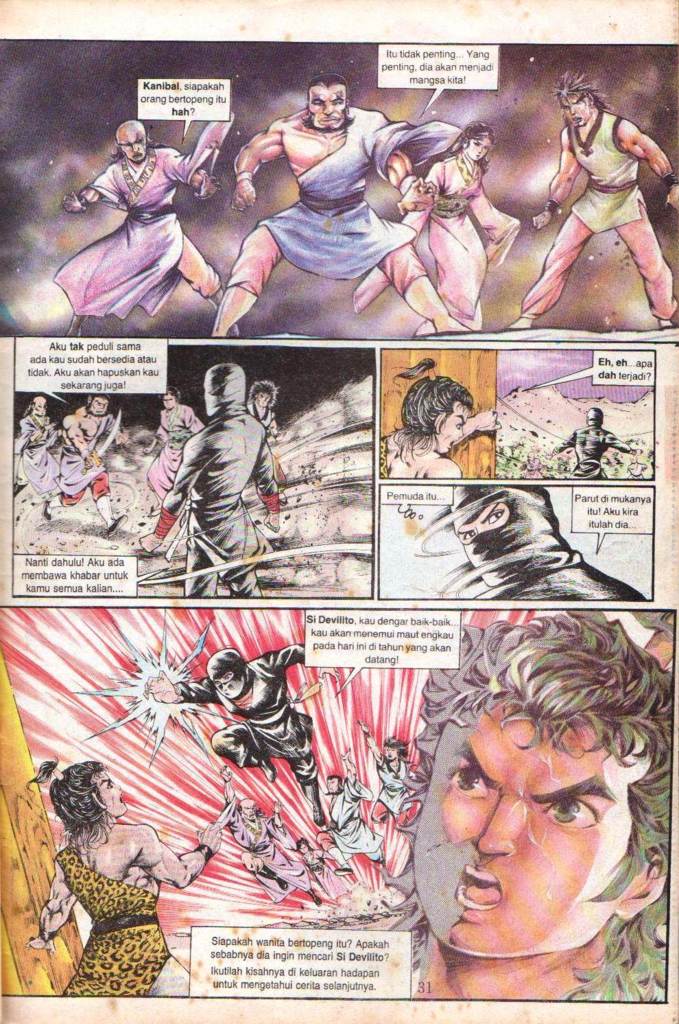 Kanibal, siapakah
orang bertopeng itu
hah?
Itu tidak penting... Yang
penting, dia akan menjadi
mangsa kita!
Aku tak peduli sama
ada kau sudah bersedia atau
tidak. Aku akan hapuskan kau
sekarang juga!
Nanti dahulu! Aku ada
membawa khabar untuk
kamu semua kalian....
Eh, eh...apa
dah terjadi?
Pemuda itu...
Parut di mukanya
itu! Aku kira
itulah dia...
Si Devilito, kau dengar baik-baik...
kau akan menemui maut engkau
pada hari ini di tahun yang akan
datang!
Siapakah wanita bertopeng itu? Apakah
sebabnya dia ingin mencari Si Devilito?
Ikutilah kisahnya di keluaran hadapan
untuk mengetahui cerita selanjutnya.
31